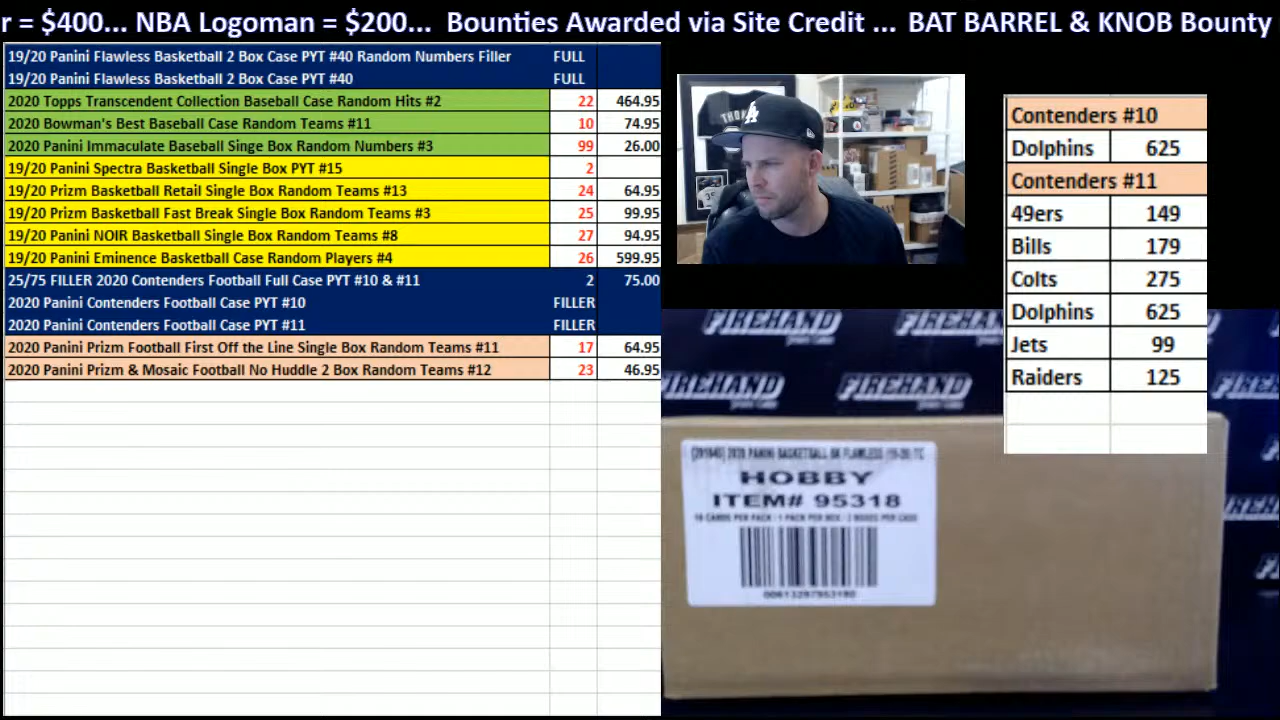 r = $400... NBA Logoman = $200... Bounties Awarded via Site Credit ... BAT BARREL & KNOB Bounty
19/20 Panini Flawless Basketball 2 Box Case PYT #40 Random Numbers Filler FULL
19/20 Panini Flawless Basketball 2 Box Case PYT #40 FULL
2020 Topps Transcendent Collection Baseball Case Random Hits #2 22 464.95
2020 Bowman's Best Baseball Case Random Teams #11 10 74.95
2020 Panini Immaculate Baseball Singe Box Random Numbers #3 99 26.00
19/20 Panini Spectra Basketball Single Box PYT #15 2
19/20 Prizm Basketball Retail Single Box Random Teams #13 24 64.95
19/20 Prizm Basketball Fast Break Single Box Random Teams #3 25 99.95
19/20 Panini NOIR Basketball Single Box Random Teams #8 27 94.95
19/20 Panini Eminence Basketball Case Random Players #4 26 599.95
25/75 FILLER 2020 Contenders Football Full Case PYT #10 & #11 2 75.00
2020 Panini Contenders Football Case PYT #10 FILLER
2020 Panini Contenders Football Case PYT #11 FILLER
2020 Panini Prizm Football First Off the Line Single Box Random Teams #11 17 64.95
2020 Panini Prizm & Mosaic Football No Huddle 2 Box Random Teams #12 23 46.95
Contenders #10
Dolphins 625
Contenders #11
49ers 149
Bills 179
Colts 275
Dolphins 625
Jets 99
Raiders 125
LA
35
FIREHAND FIREHAND
FIREHAND FIREHAND FIREHAND
HOBBY
ITEM# 95318